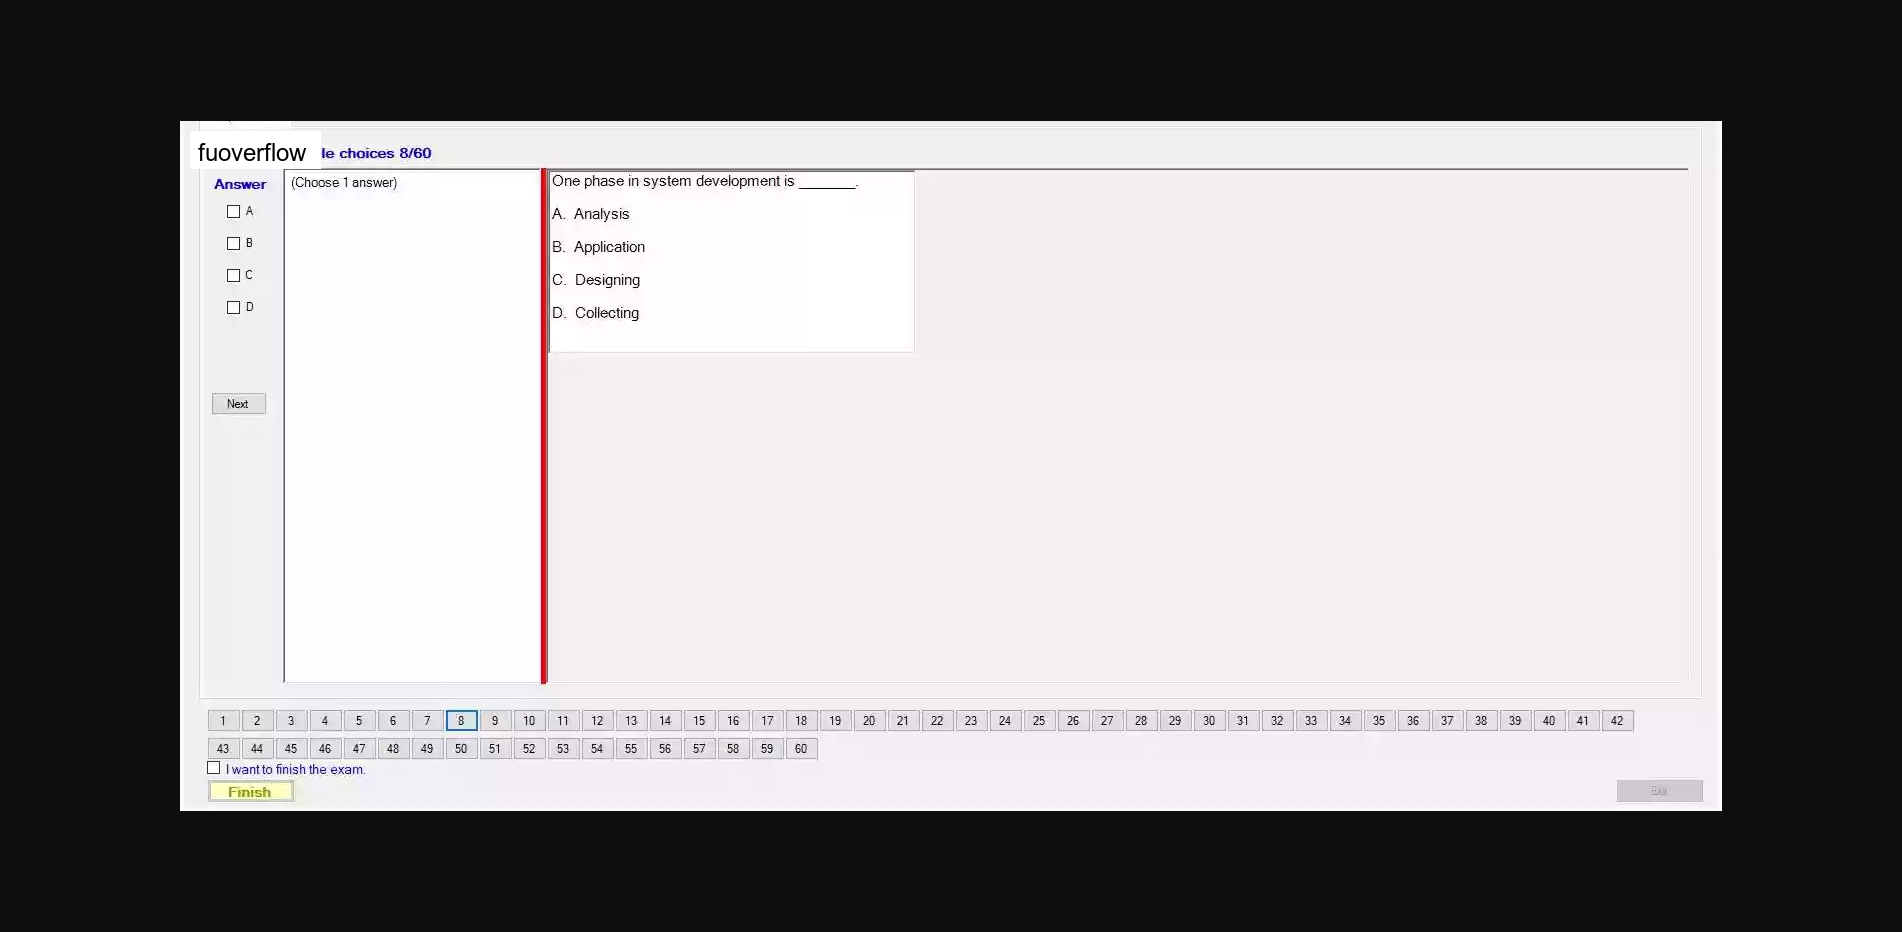 fuoverflow le choices 8/60
Answer
(Choose 1 answer)
A
B
C
D
Next
One phase in system development is _______.
A. Analysis
B. Application
C. Designing
D. Collecting
1 2 3 4 5 6 7 8 9 10 11 12 13 14 15 16 17 18 19 20 21 22 23 24 25 26 27 28 29 30 31 32 33 34 35 36 37 38 39 40 41 42
43 44 45 46 47 48 49 50 51 52 53 54 55 56 57 58 59 60
I want to finish the exam.
Finish
Exit